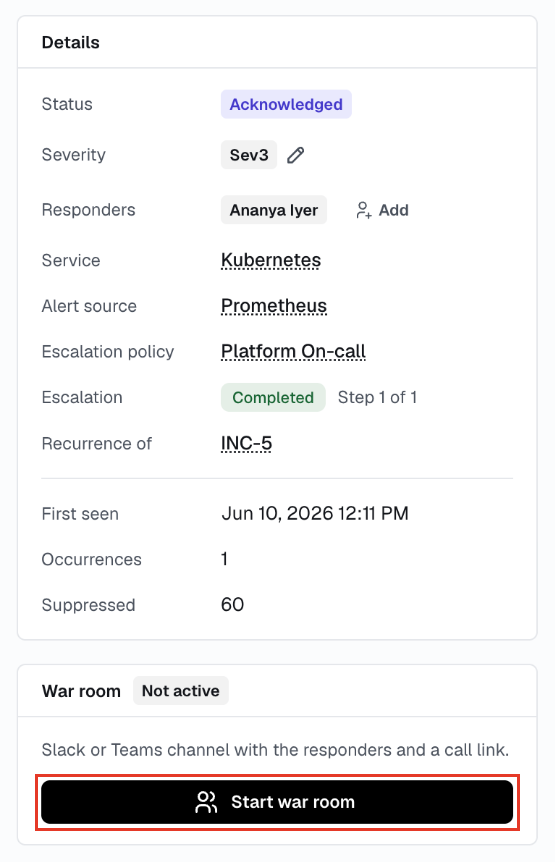 Details
Status Acknowledged
Severity Sev3
Responders Ananya Iyer Add
Service Kubernetes
Alert source Prometheus
Escalation policy Platform On-call
Escalation Completed Step 1 of 1
Recurrence of INC-5
First seen Jun 10, 2026 12:11 PM
Occurrences 1
Suppressed 60
War room Not active
Slack or Teams channel with the responders and a call link.
Start war room